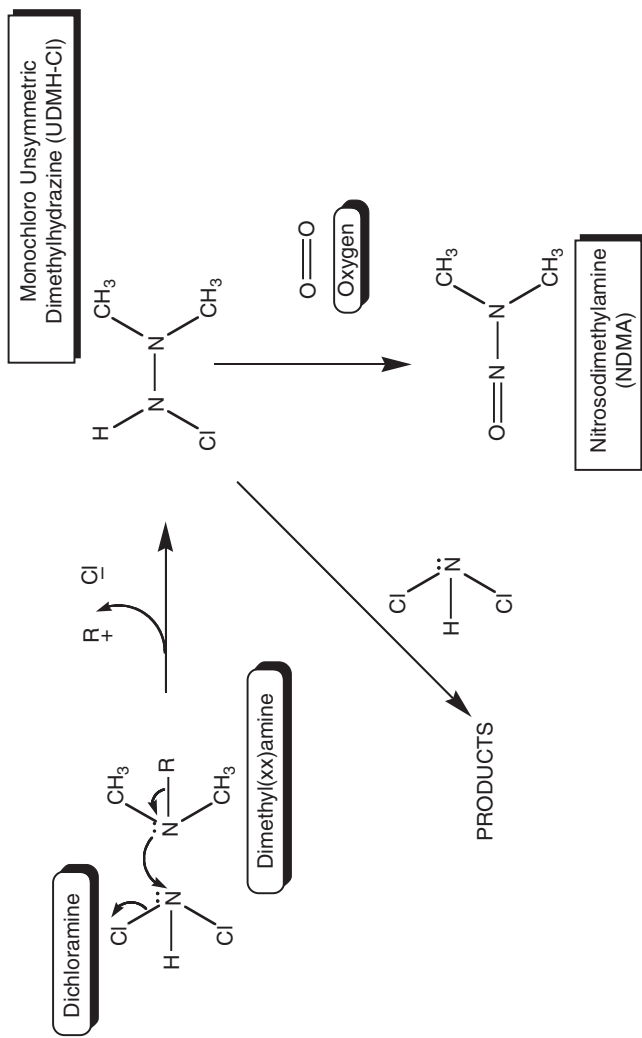 Monochloro Unsymmetric
Dimethylhydrazine (UDMH-Cl)
Dichloramine
Cl
H N
Cl
CH₃
N R
CH₃
Dimethyl(xx)amine
R+ Cl-
H CH₃
N N
Cl CH₃
O O
Oxygen
Cl
H N
Cl
PRODUCTS
CH₃
O N N
CH₃
Nitrosodimethylamine
(NDMA)